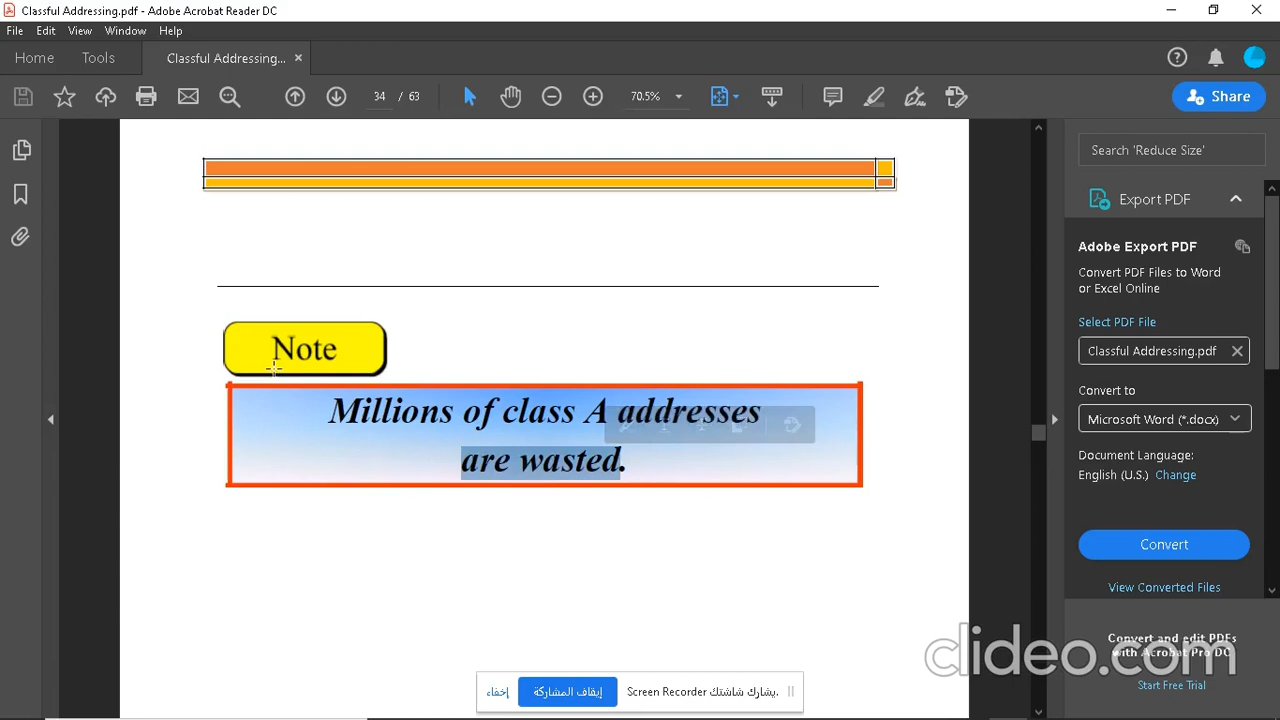 Classful Addressing.pdf - Adobe Acrobat Reader DC
File Edit View Window Help
Home Tools Classful Addressing... ×
34 / 63 70.5% Share
Search 'Reduce Size'
Export PDF
Adobe Export PDF
Convert PDF Files to Word
or Excel Online
Select PDF File
Classful Addressing.pdf
Convert to
Microsoft Word (*.docx)
Document Language:
English (U.S.) Change
Convert
View Converted Files
Convert and edit PDFs
with Acrobat Pro DC
Start Free Trial
Note
Millions of class A addresses
are wasted.
clideo.com
يشارك شاشتك Screen Recorder. إيقاف المشاركة إخفاء